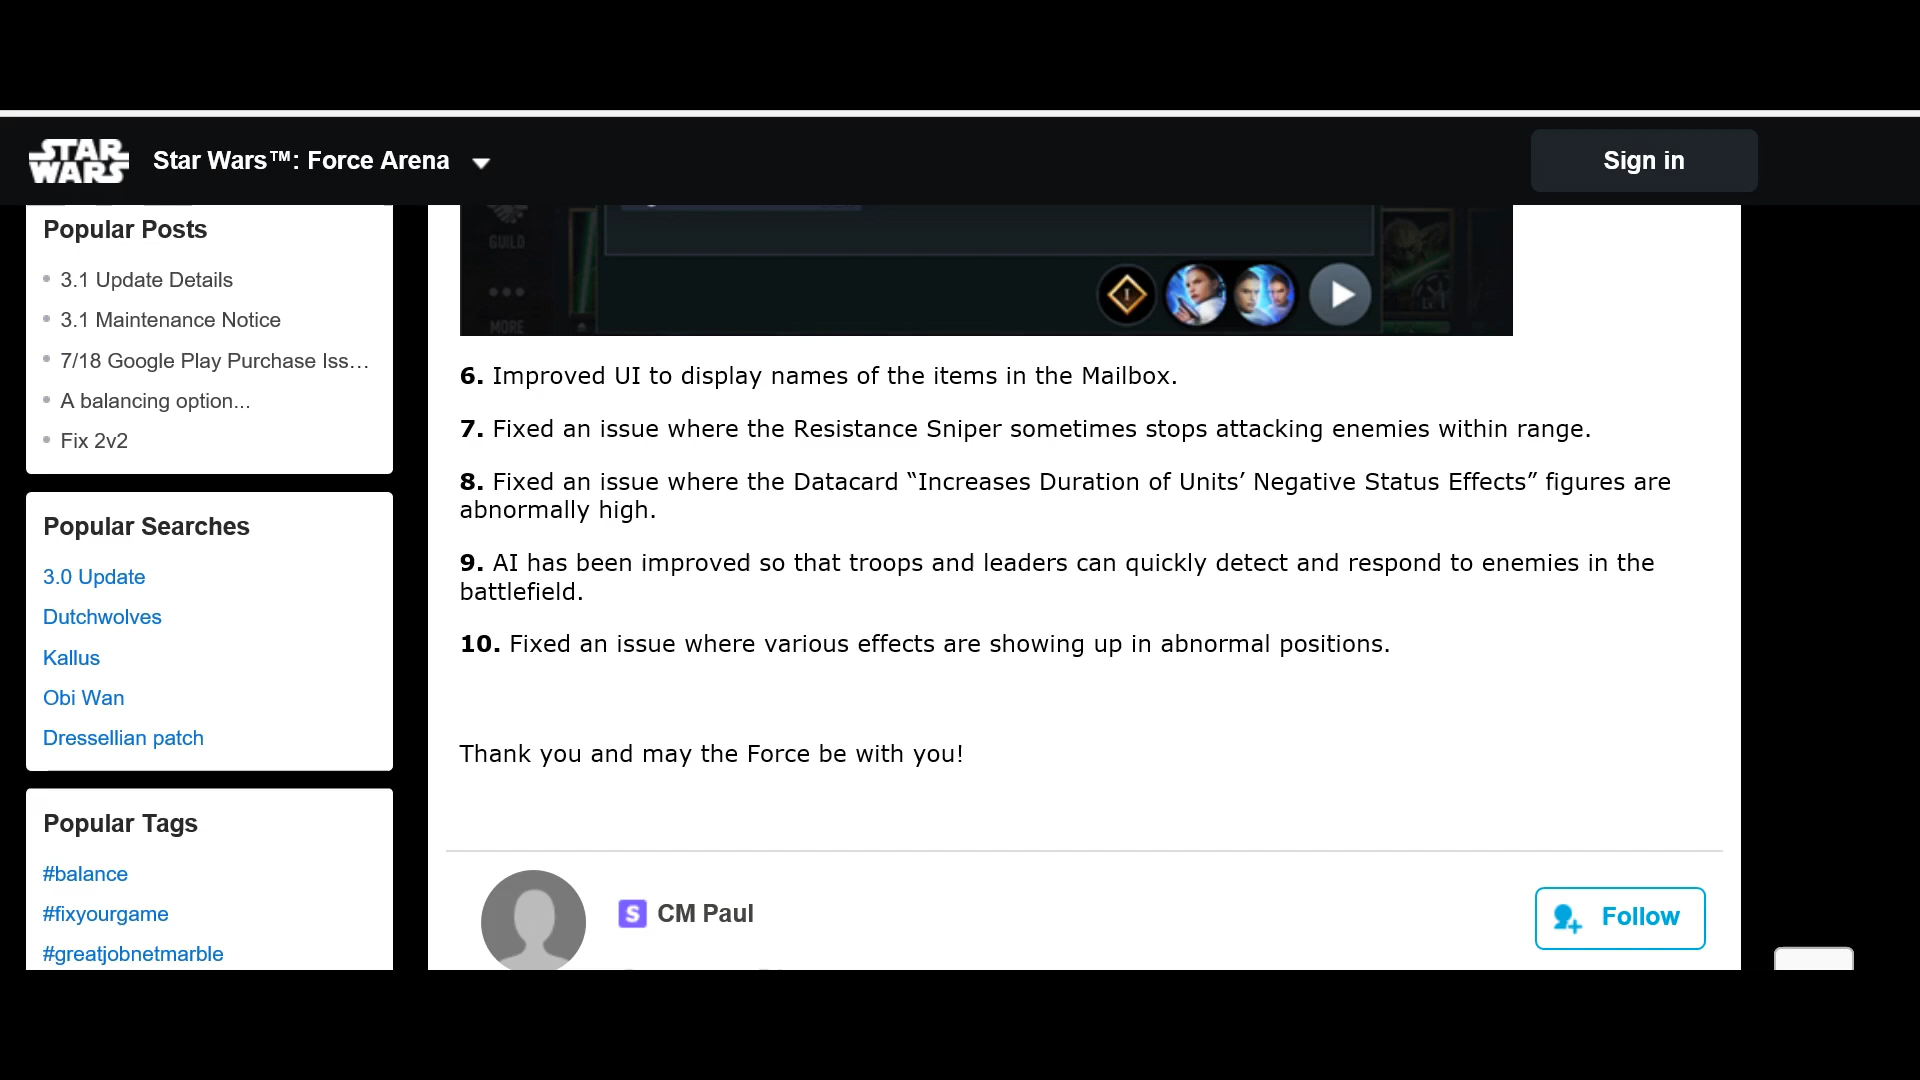 STAR WARS
Star Wars™: Force Arena
Sign in
Popular Posts
3.1 Update Details
3.1 Maintenance Notice
7/18 Google Play Purchase Iss...
A balancing option...
Fix 2v2
Popular Searches
3.0 Update
Dutchwolves
Kallus
Obi Wan
Dressellian patch
Popular Tags
#balance
#fixyourgame
#greatjobnetmarble
GUILD
MORE
I
6. Improved UI to display names of the items in the Mailbox.
7. Fixed an issue where the Resistance Sniper sometimes stops attacking enemies within range.
8. Fixed an issue where the Datacard “Increases Duration of Units’ Negative Status Effects” figures are
abnormally high.
9. AI has been improved so that troops and leaders can quickly detect and respond to enemies in the
battlefield.
10. Fixed an issue where various effects are showing up in abnormal positions.
Thank you and may the Force be with you!
S CM Paul
Follow